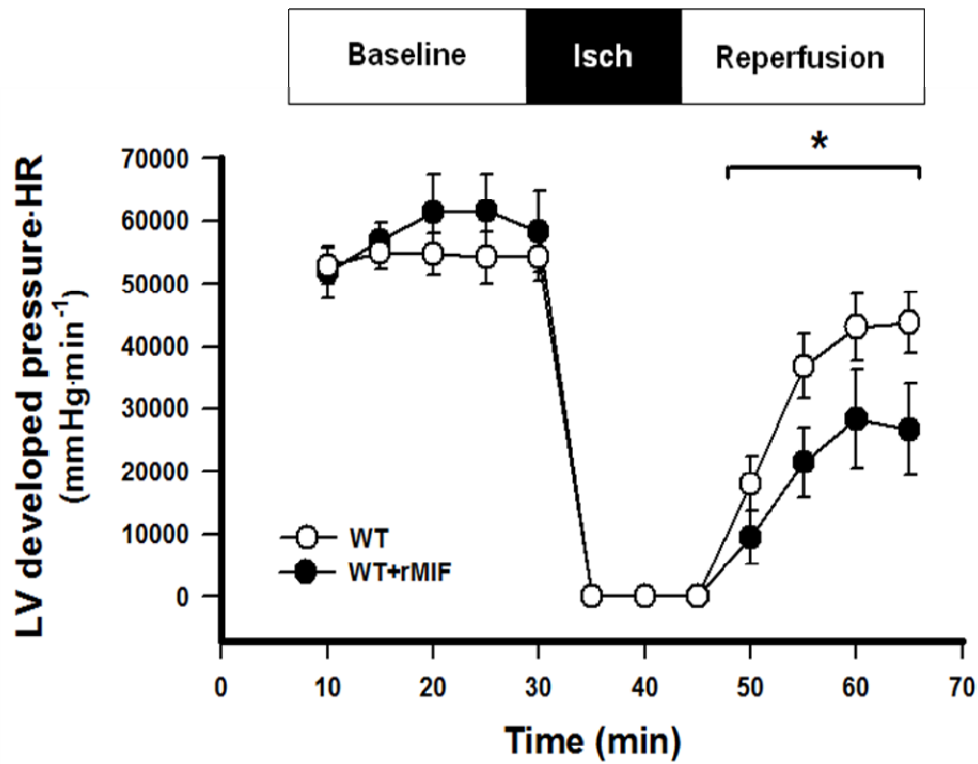 Baseline Isch Reperfusion
*
LV developed pressure·HR
(mmHg·min⁻¹)
70000
60000
50000
40000
30000
20000
10000
0
WT
WT+rMIF
0 10 20 30 40 50 60 70
Time (min)